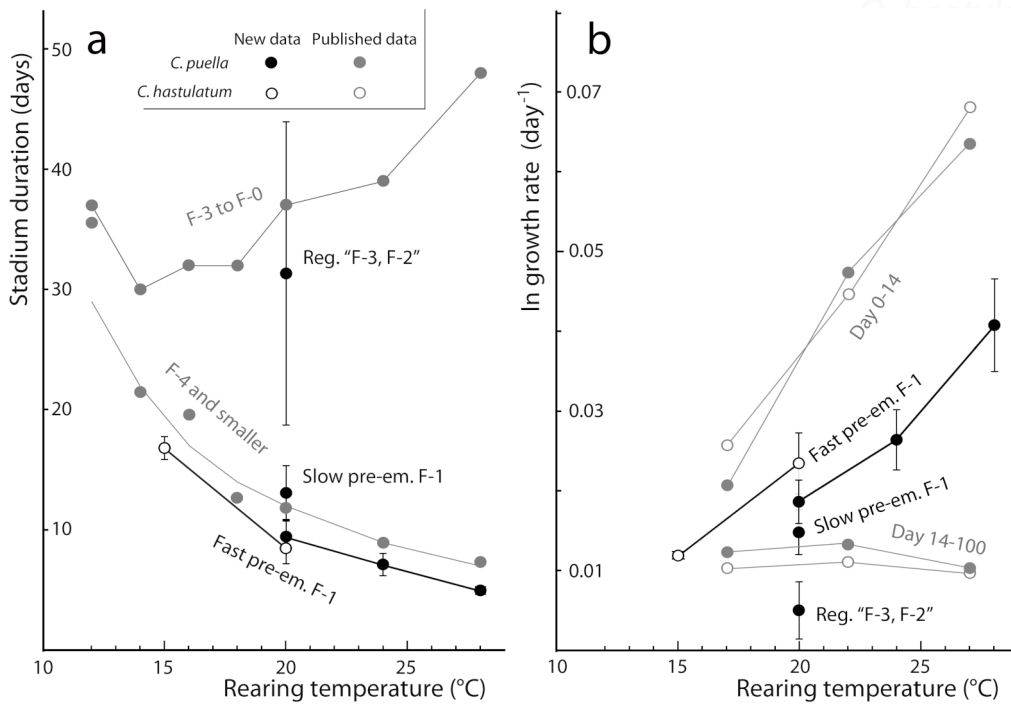 a
New data Published data
C. puella
C. hastulatum
Stadium duration (days)
50
40
30
20
10
F-3 to F-0
Reg. “F-3, F-2”
F-4 and smaller
Slow pre-em. F-1
Fast pre-em. F-1
10 15 20 25
Rearing temperature (°C)
b
ln growth rate (day-1)
0.07
0.05
0.03
0.01
Day 0-14
Fast pre-em. F-1
Slow pre-em. F-1
Day 14-100
Reg. “F-3, F-2”
10 15 20 25
Rearing temperature (°C)